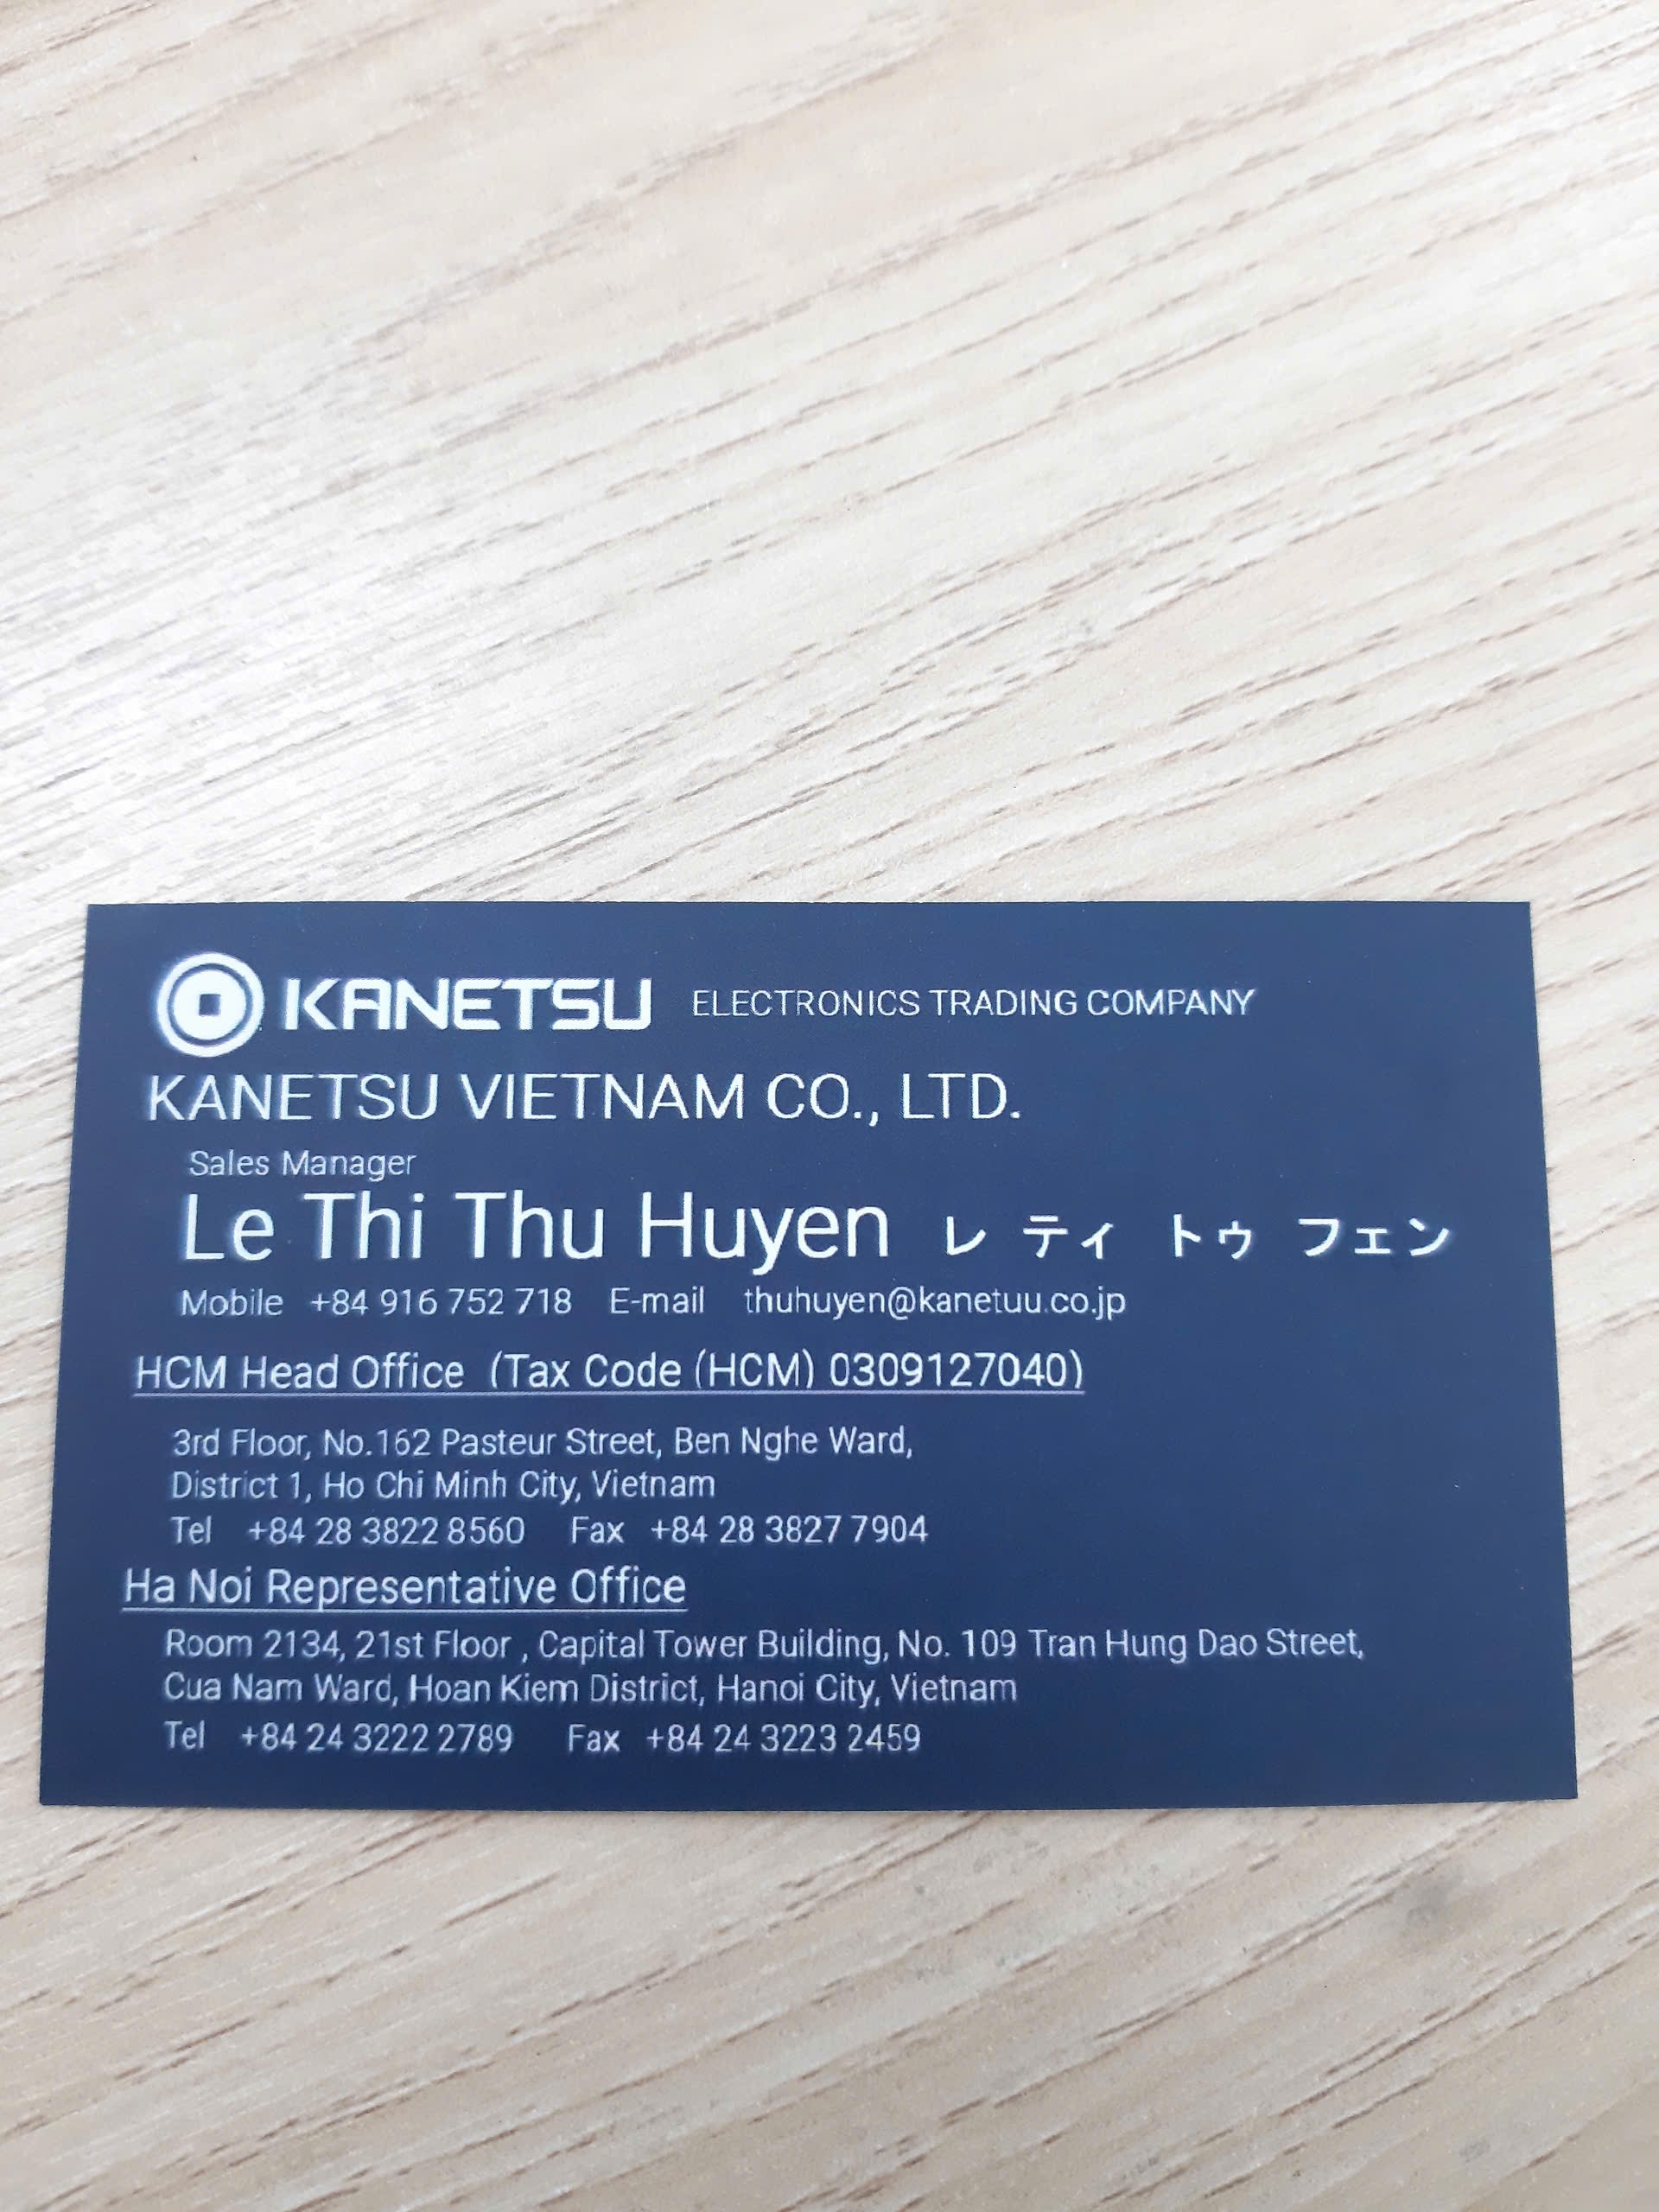 KANETSU ELECTRONICS TRADING COMPANY
KANETSU VIETNAM CO., LTD.
Sales Manager
Le Thi Thu Huyen レ ティ トゥ フェン
Mobile +84 916 752 718 E-mail thuhuyen@kanetuu.co.jp
HCM Head Office (Tax Code (HCM) 0309127040)
3rd Floor, No.162 Pasteur Street, Ben Nghe Ward,
District 1, Ho Chi Minh City, Vietnam
Tel +84 28 3822 8560 Fax +84 28 3827 7904
Ha Noi Representative Office
Room 2134, 21st Floor , Capital Tower Building, No. 109 Tran Hung Dao Street,
Cua Nam Ward, Hoan Kiem District, Hanoi City, Vietnam
Tel +84 24 3222 2789 Fax +84 24 3223 2459